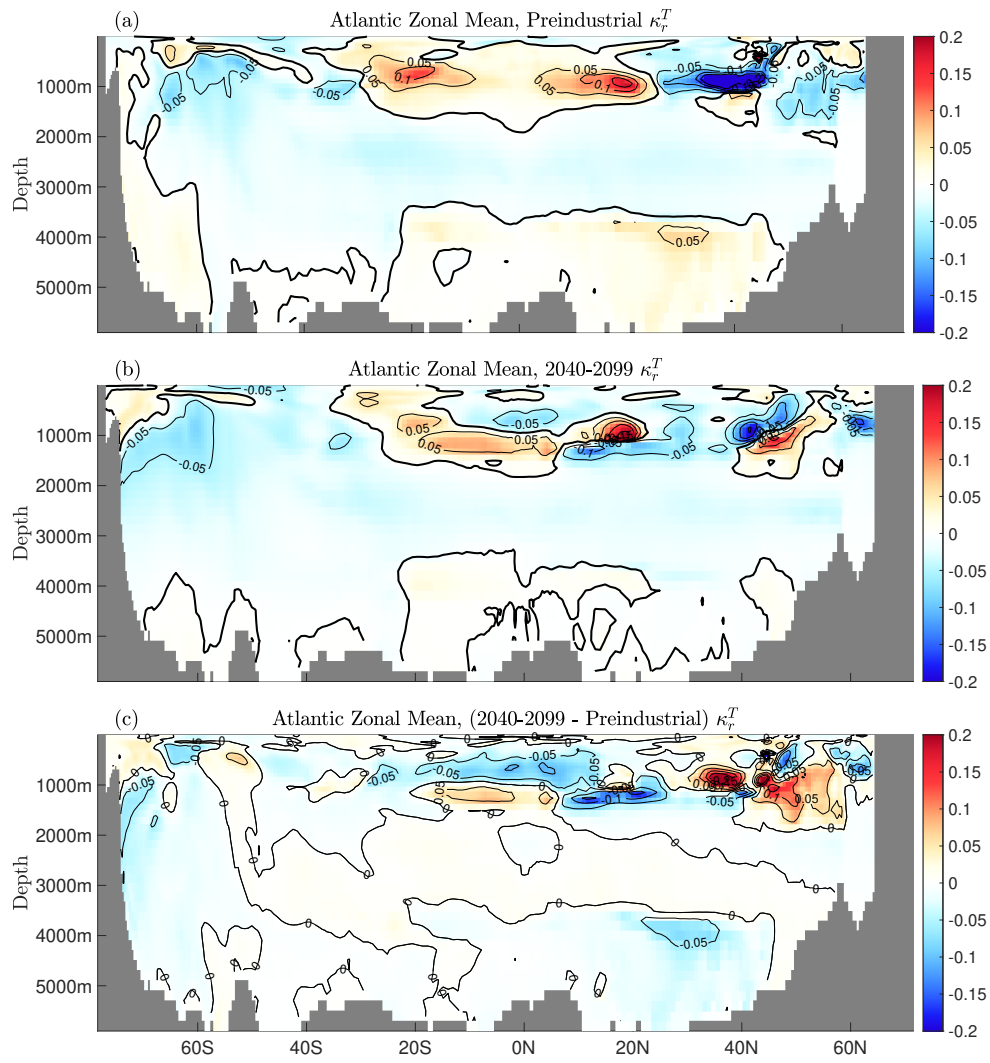 (a) Atlantic Zonal Mean, Preindustrial κ_r^T
Depth
1000m
2000m
3000m
4000m
5000m
0.05
0.05
0.05
0.1
0.05
0.1
-0.05
-0.05
-0.05
-0.05
0.05
0.2
0.15
0.1
0.05
0
-0.05
-0.1
-0.15
-0.2
(b) Atlantic Zonal Mean, 2040-2099 κ_r^T
Depth
1000m
2000m
3000m
4000m
5000m
-0.05
-0.05
-0.05
0.05
0.05
-0.05
0.1
-0.05
0.2
0.15
0.1
0.05
0
-0.05
-0.1
-0.15
-0.2
(c) Atlantic Zonal Mean, (2040-2099 - Preindustrial) κ_r^T
Depth
1000m
2000m
3000m
4000m
5000m
0
0
-0.05
-0.05
-0.05
0.05
-0.1
-0.05
0.05
0
0
0
0
0
-0.05
0.2
0.15
0.1
0.05
0
-0.05
-0.1
-0.15
-0.2
60S
40S
20S
0N
20N
40N
60N